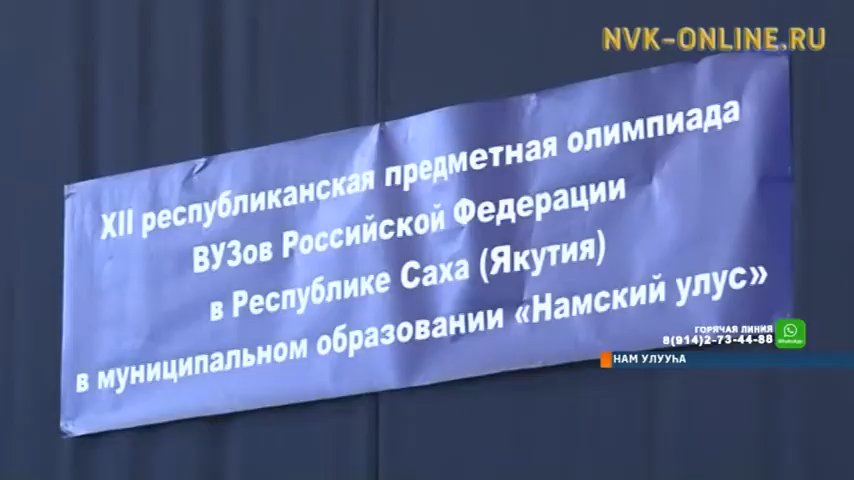 NVK-ONLINE.RU
XII республиканская предметная олимпиада
ВУЗов Российской Федерации
в Республике Саха (Якутия)
в муниципальном образовании «Намский улус»
ГОРЯЧАЯ ЛИНИЯ
8(914)2-73-44-88
WhatsApp
НАМ УЛУУҺА